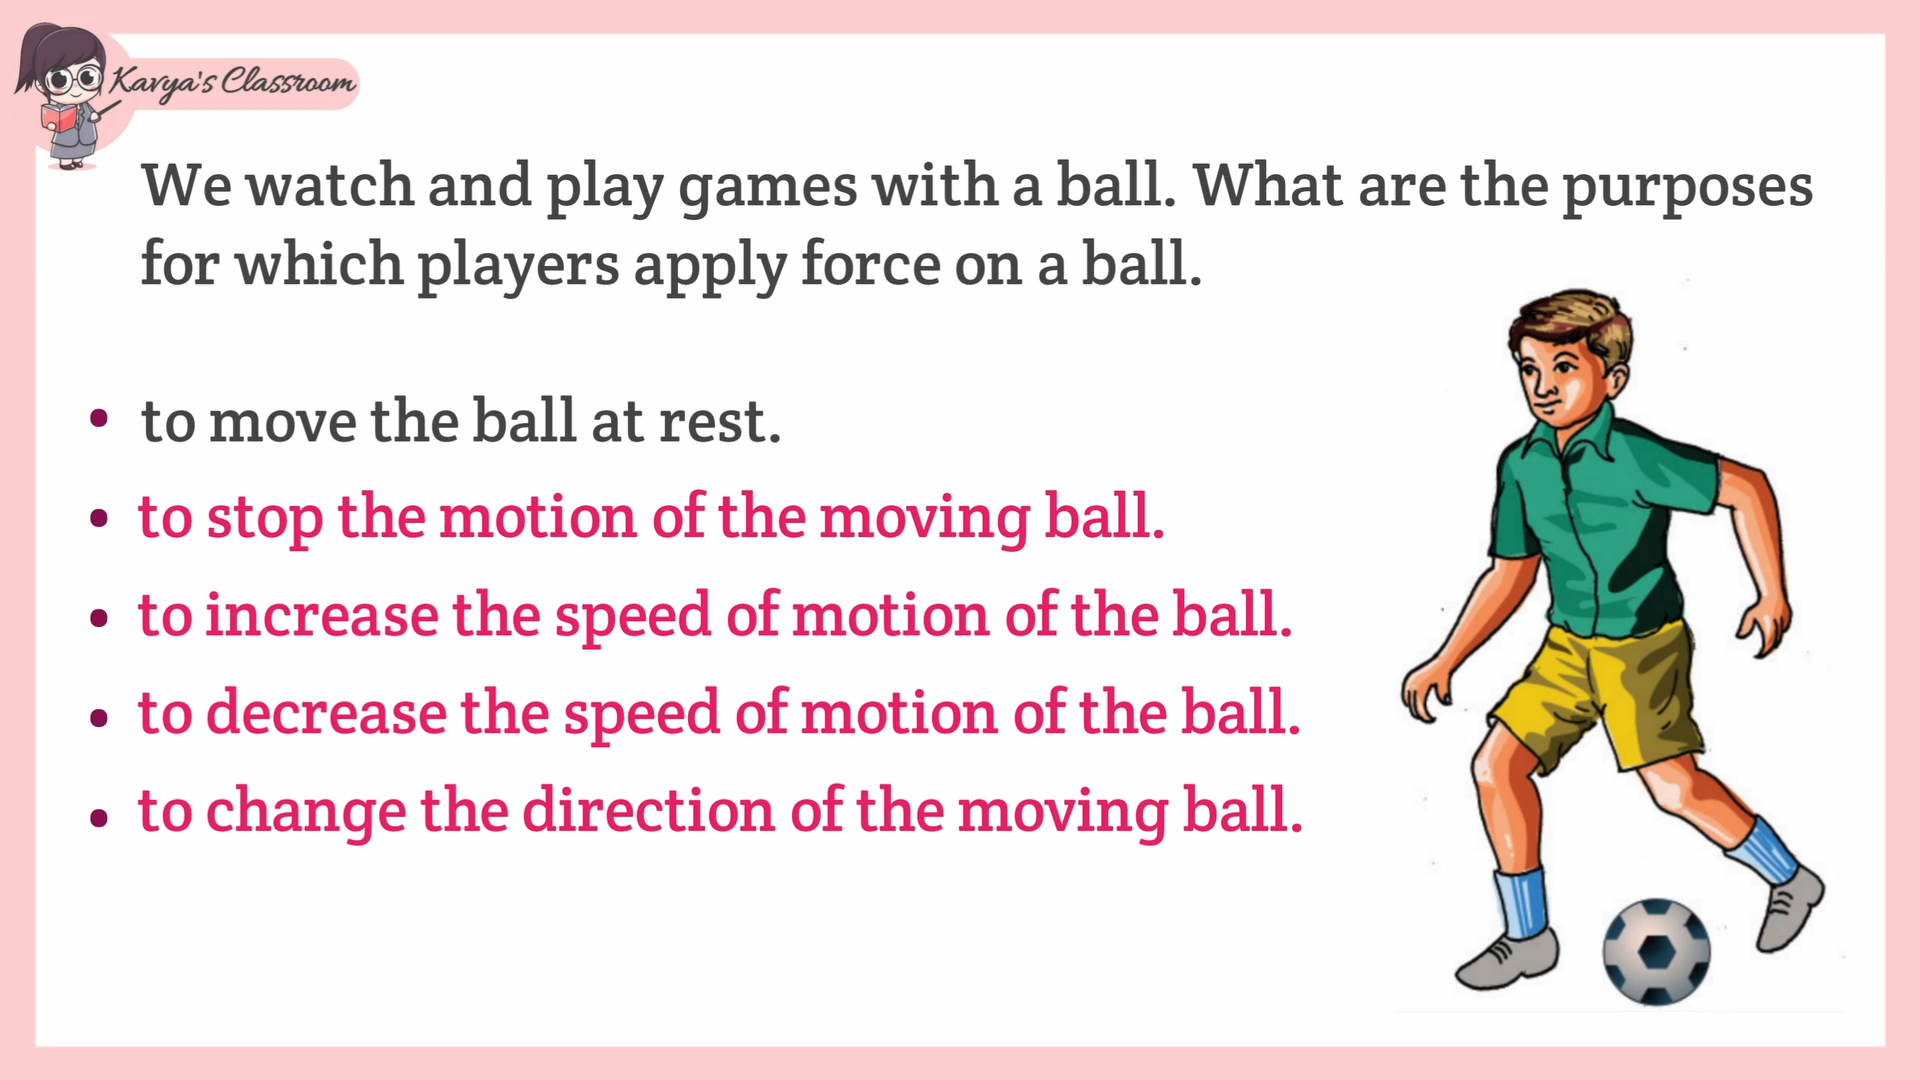 Kavya's Classroom
We watch and play games with a ball. What are the purposes
for which players apply force on a ball.
• to move the ball at rest.
• to stop the motion of the moving ball.
• to increase the speed of motion of the ball.
• to decrease the speed of motion of the ball.
• to change the direction of the moving ball.